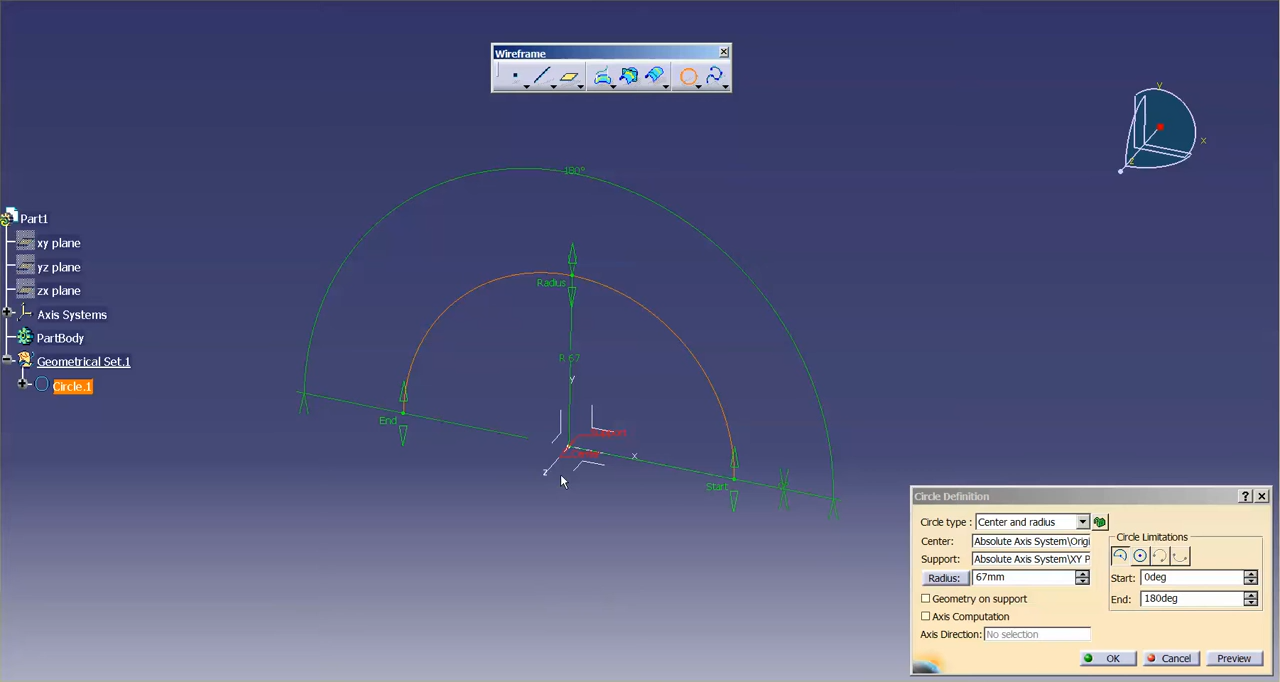 Wireframe
Y
X
Z
180°
Part1
xy plane
yz plane
zx plane
Axis Systems
PartBody
Geometrical Set.1
Circle.1
Radius
R 67
y
End
Support
x
z
Start
Circle Definition
Circle type : Center and radius
Center: Absolute Axis System\Origi
Support: Absolute Axis System\XY P
Radius: 67mm
Geometry on support
Axis Computation
Axis Direction: No selection
Circle Limitations
Start: 0deg
End: 180deg
OK Cancel Preview